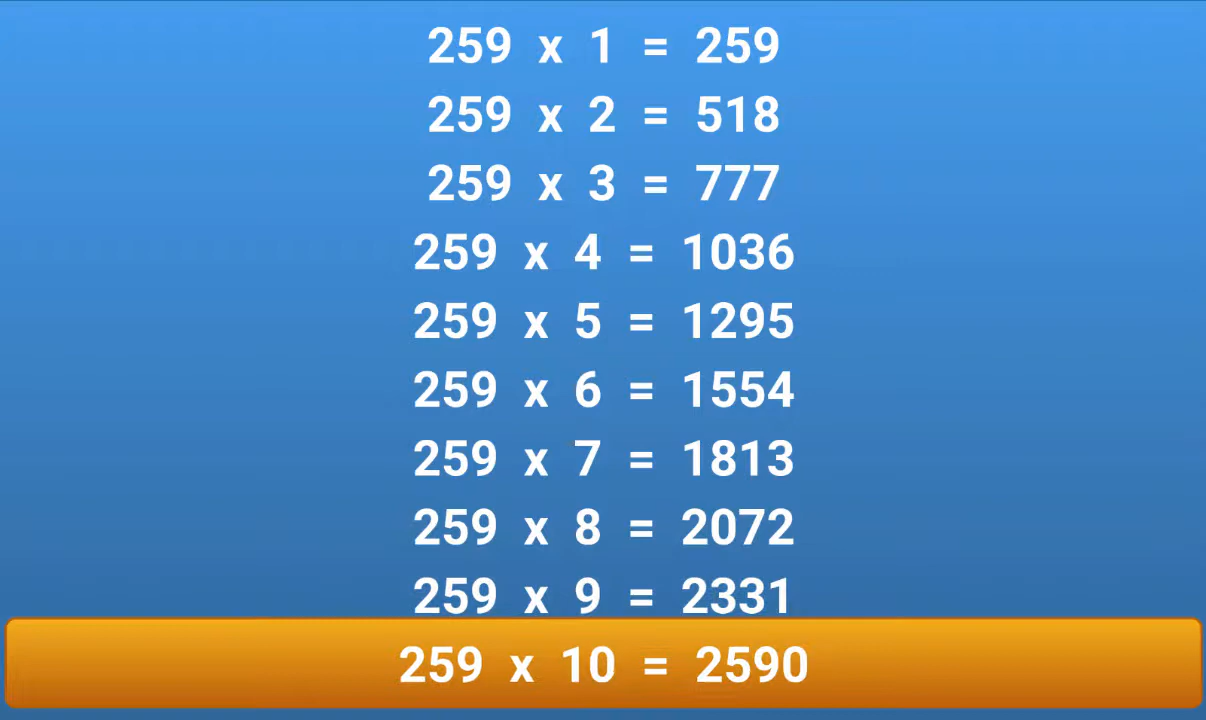 259 x 1 = 259
259 x 2 = 518
259 x 3 = 777
259 x 4 = 1036
259 x 5 = 1295
259 x 6 = 1554
259 x 7 = 1813
259 x 8 = 2072
259 x 9 = 2331
259 x 10 = 2590